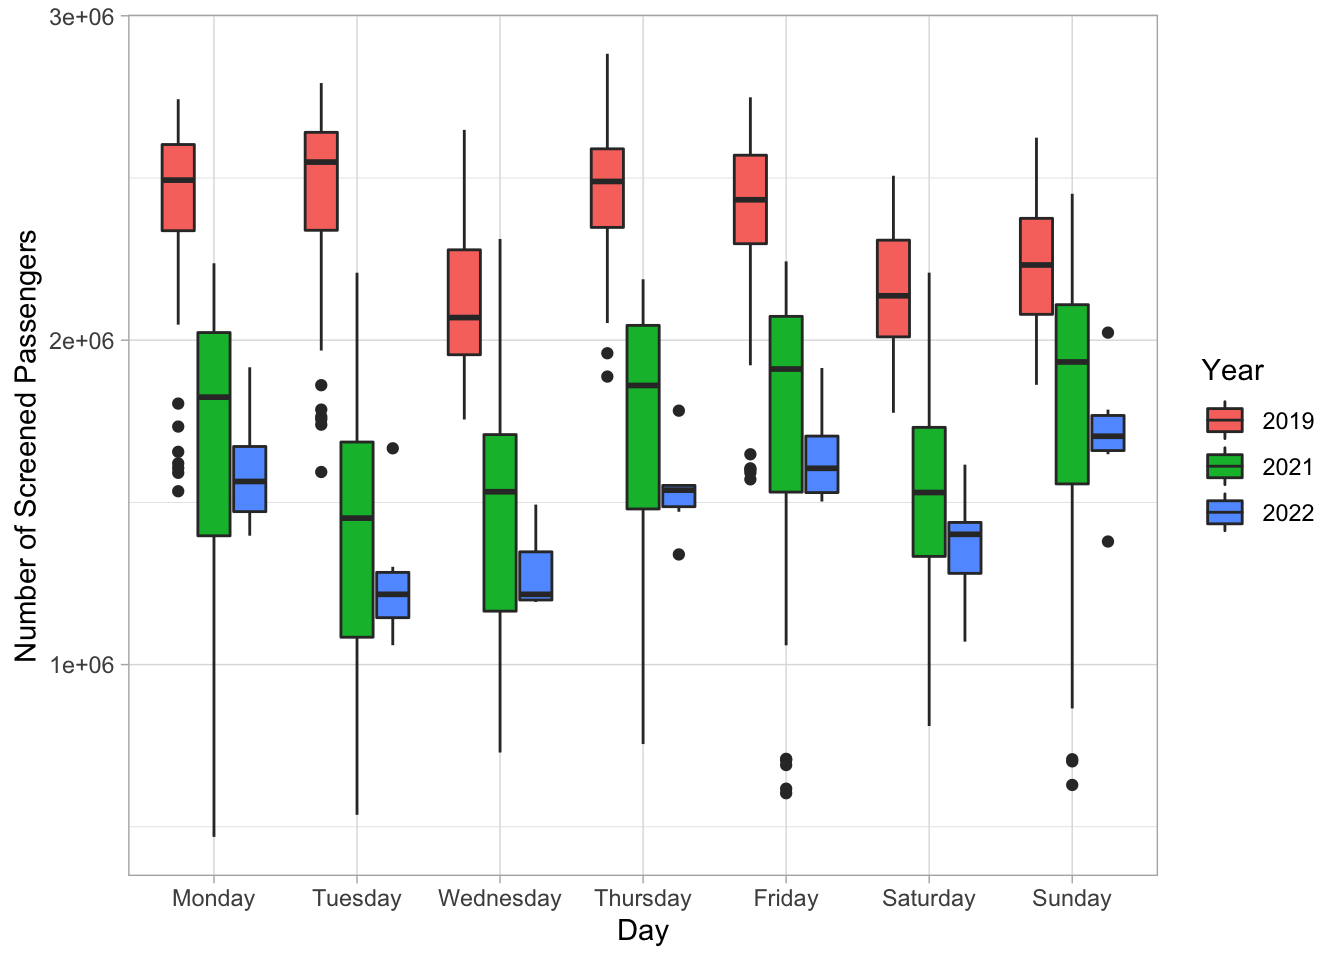 Number of Screened Passengers
3e+06
2e+06
1e+06
Monday Tuesday Wednesday Thursday Friday Saturday Sunday
Day
Year
2019
2021
2022